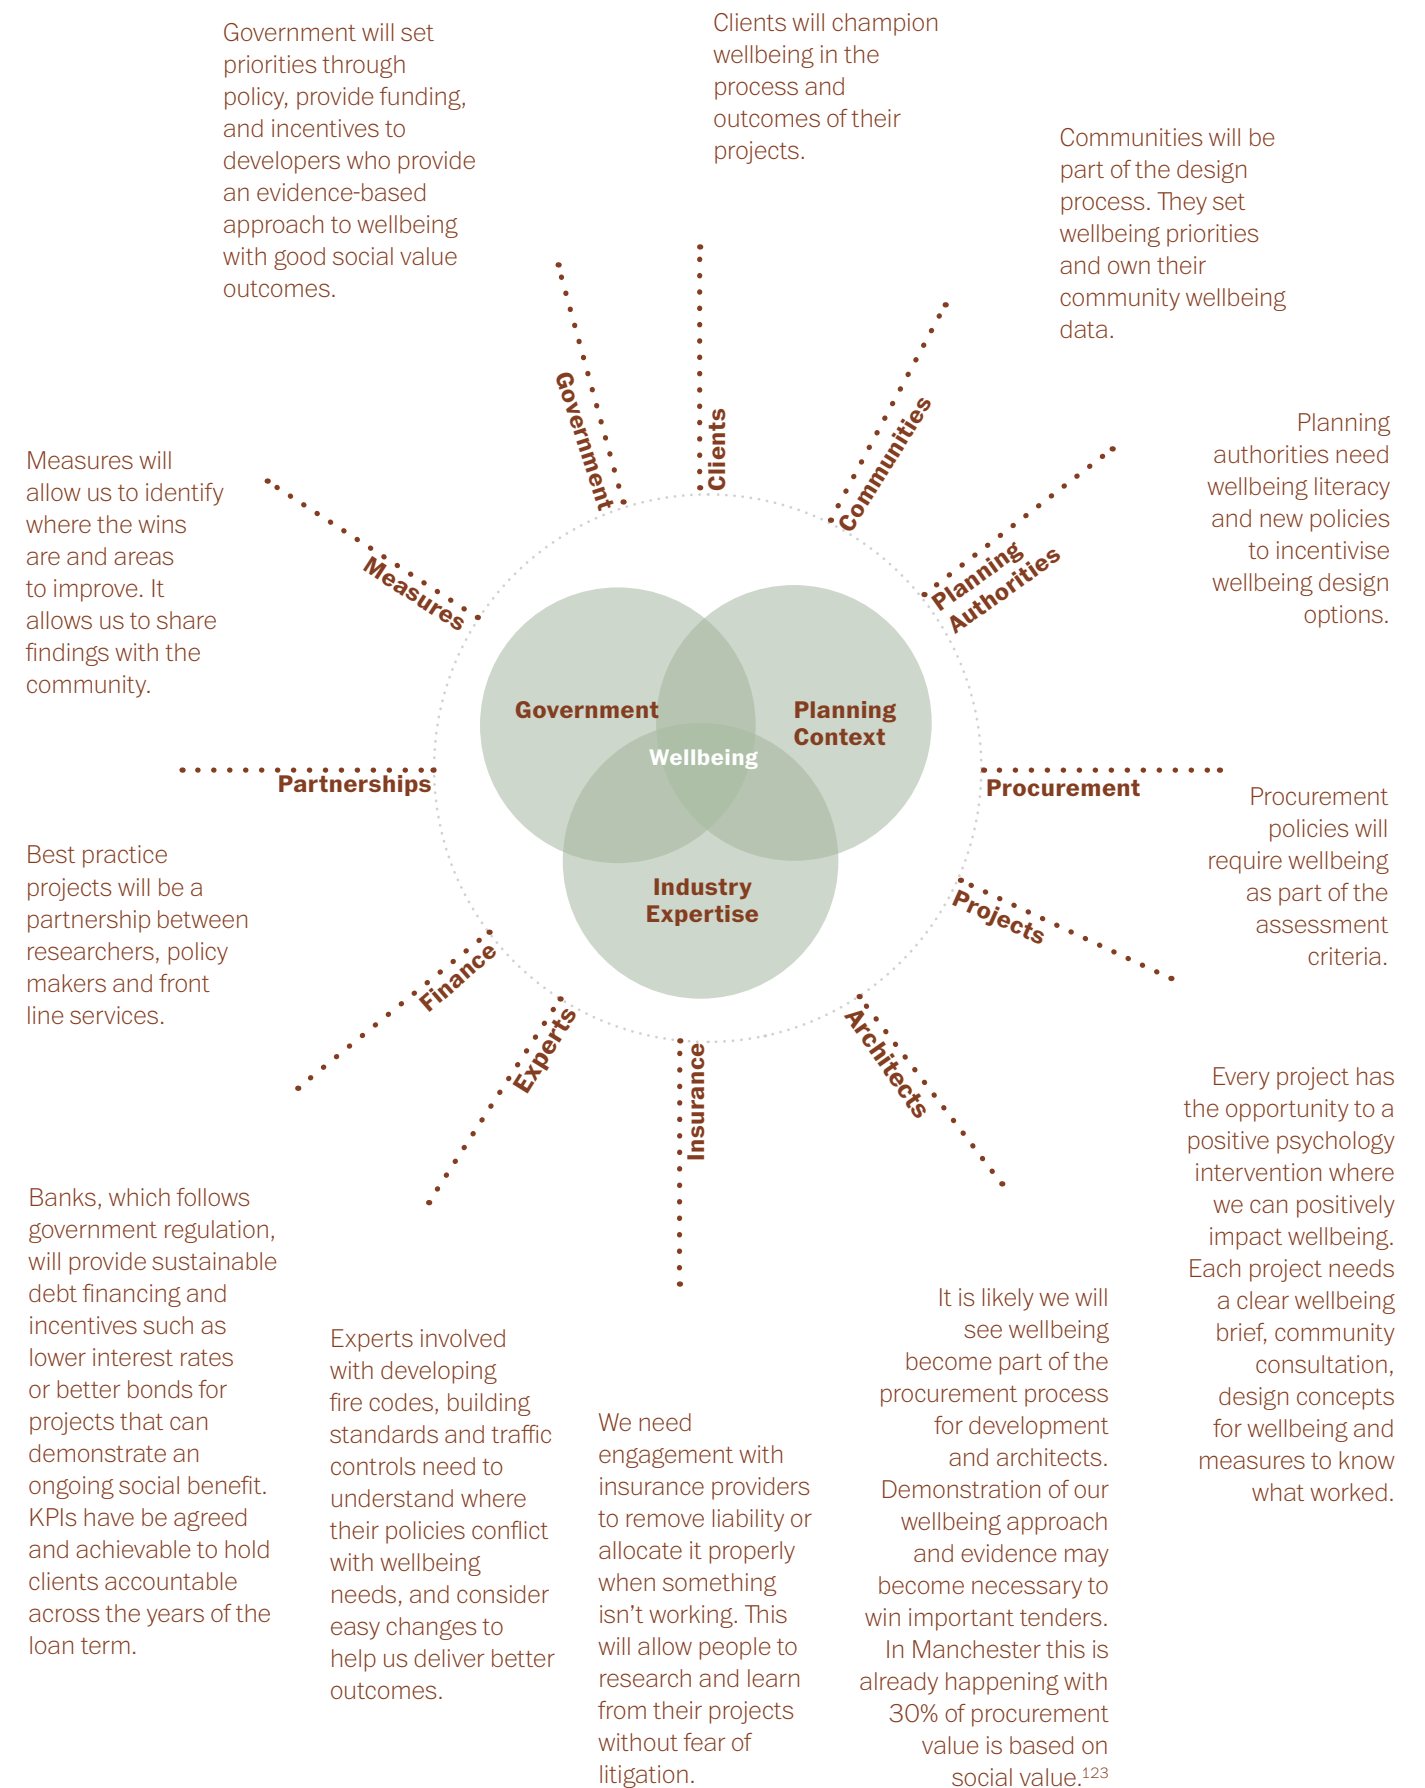 Government will set
priorities through
policy, provide funding,
and incentives to
developers who provide
an evidence-based
approach to wellbeing
with good social value
outcomes.
Clients will champion
wellbeing in the
process and
outcomes of their
projects.
Communities will be
part of the design
process. They set
wellbeing priorities
and own their
community wellbeing
data.
Planning
authorities need
wellbeing literacy
and new policies
to incentivise
wellbeing design
options.
Measures will
allow us to identify
where the wins
are and areas
to improve. It
allows us to share
findings with the
community.
Government
Clients
Communities
Planning
Authorities
Measures
Government
Planning
Context
Wellbeing
Industry
Expertise
Partnerships
Procurement
Projects
Finance
Experts
Insurance
Architects
Procurement
policies will
require wellbeing
as part of the
assessment
criteria.
Best practice
projects will be a
partnership between
researchers, policy
makers and front
line services.
Every project has
the opportunity to a
positive psychology
intervention where
we can positively
impact wellbeing.
Each project needs
a clear wellbeing
brief, community
consultation,
design concepts
for wellbeing and
measures to know
what worked.
Banks, which follows
government regulation,
will provide sustainable
debt financing and
incentives such as
lower interest rates
or better bonds for
projects that can
demonstrate an
ongoing social benefit.
KPIs have be agreed
and achievable to hold
clients accountable
across the years of the
loan term.
Experts involved
with developing
fire codes, building
standards and traffic
controls need to
understand where
their policies conflict
with wellbeing
needs, and consider
easy changes to
help us deliver better
outcomes.
We need
engagement with
insurance providers
to remove liability or
allocate it properly
when something
isn't working. This
will allow people to
research and learn
from their projects
without fear of
litigation.
It is likely we will
see wellbeing
become part of the
procurement process
for development
and architects.
Demonstration of our
wellbeing approach
and evidence may
become necessary to
win important tenders.
In Manchester this is
already happening with
30% of procurement
value is based on
social value.¹²³